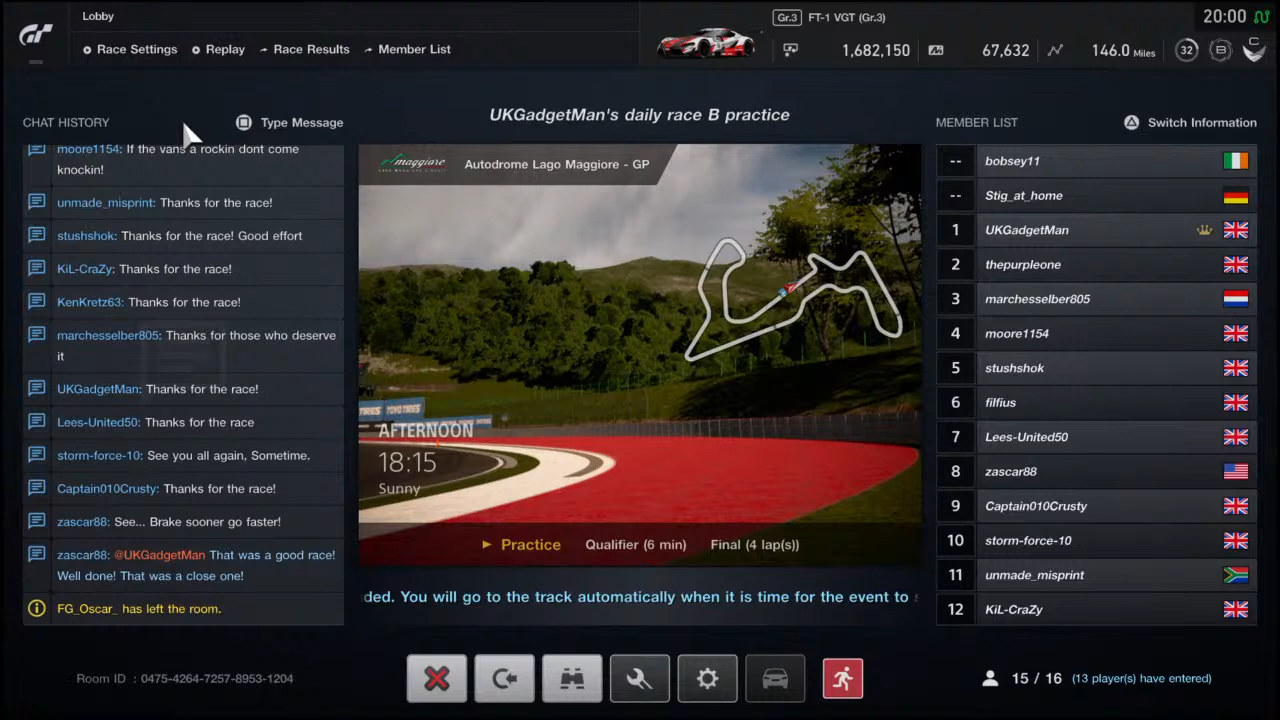 Lobby
Race Settings
Replay
Race Results
Member List
Gr.3 FT-1 VGT (Gr.3)
20:00
1,682,150
67,632
146.0 Miles
32
B
C
CHAT HISTORY
Type Message
UKGadgetMan's daily race B practice
MEMBER LIST
Switch Information
moore1154: If the vans a rockin dont come
knockin!
unmade_misprint: Thanks for the race!
stushshok: Thanks for the race! Good effort
KiL-CraZy: Thanks for the race!
KenKretz63: Thanks for the race!
marchesselber805: Thanks for those who deserve
it
UKGadgetMan: Thanks for the race!
Lees-United50: Thanks for the race
storm-force-10: See you all again, Sometime.
Captain010Crusty: Thanks for the race!
zascar88: See... Brake sooner go faster!
zascar88: @UKGadgetMan That was a good race!
Well done! That was a close one!
FG_Oscar_ has left the room.
maggiore
Autodrome Lago Maggiore - GP
TOYO TIRES
AFTERNOON
18:15
Sunny
Practice
Qualifier (6 min)
Final (4 lap(s))
ded. You will go to the track automatically when it is time for the event to
-- bobsey11
-- Stig_at_home
1 UKGadgetMan
2 thepurpleone
3 marchesselber805
4 moore1154
5 stushshok
6 filfius
7 Lees-United50
8 zascar88
9 Captain010Crusty
10 storm-force-10
11 unmade_misprint
12 KiL-CraZy
Room ID : 0475-4264-7257-8953-1204
15 / 16 (13 player(s) have entered)